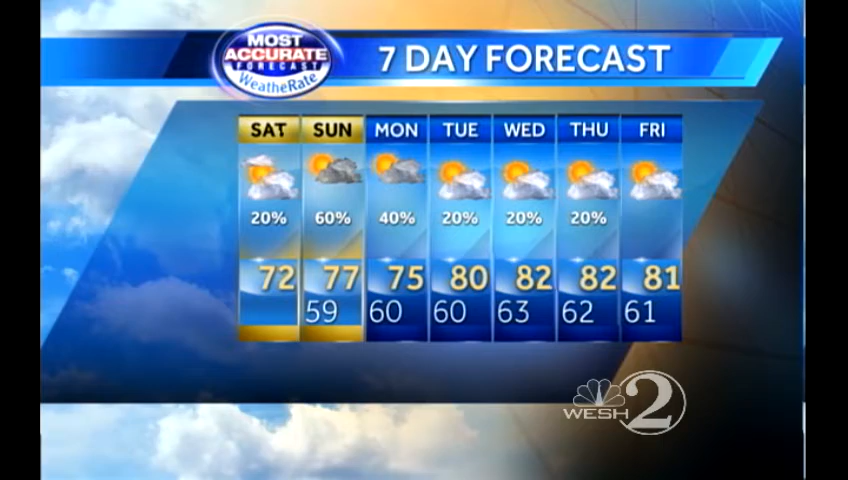 MOST
ACCURATE
FORECAST
WeatheRate
7 DAY FORECAST
SAT SUN MON TUE WED THU FRI
20% 60% 40% 20% 20% 20%
72 77 75 80 82 82 81
59 60 60 63 62 61
WESH 2